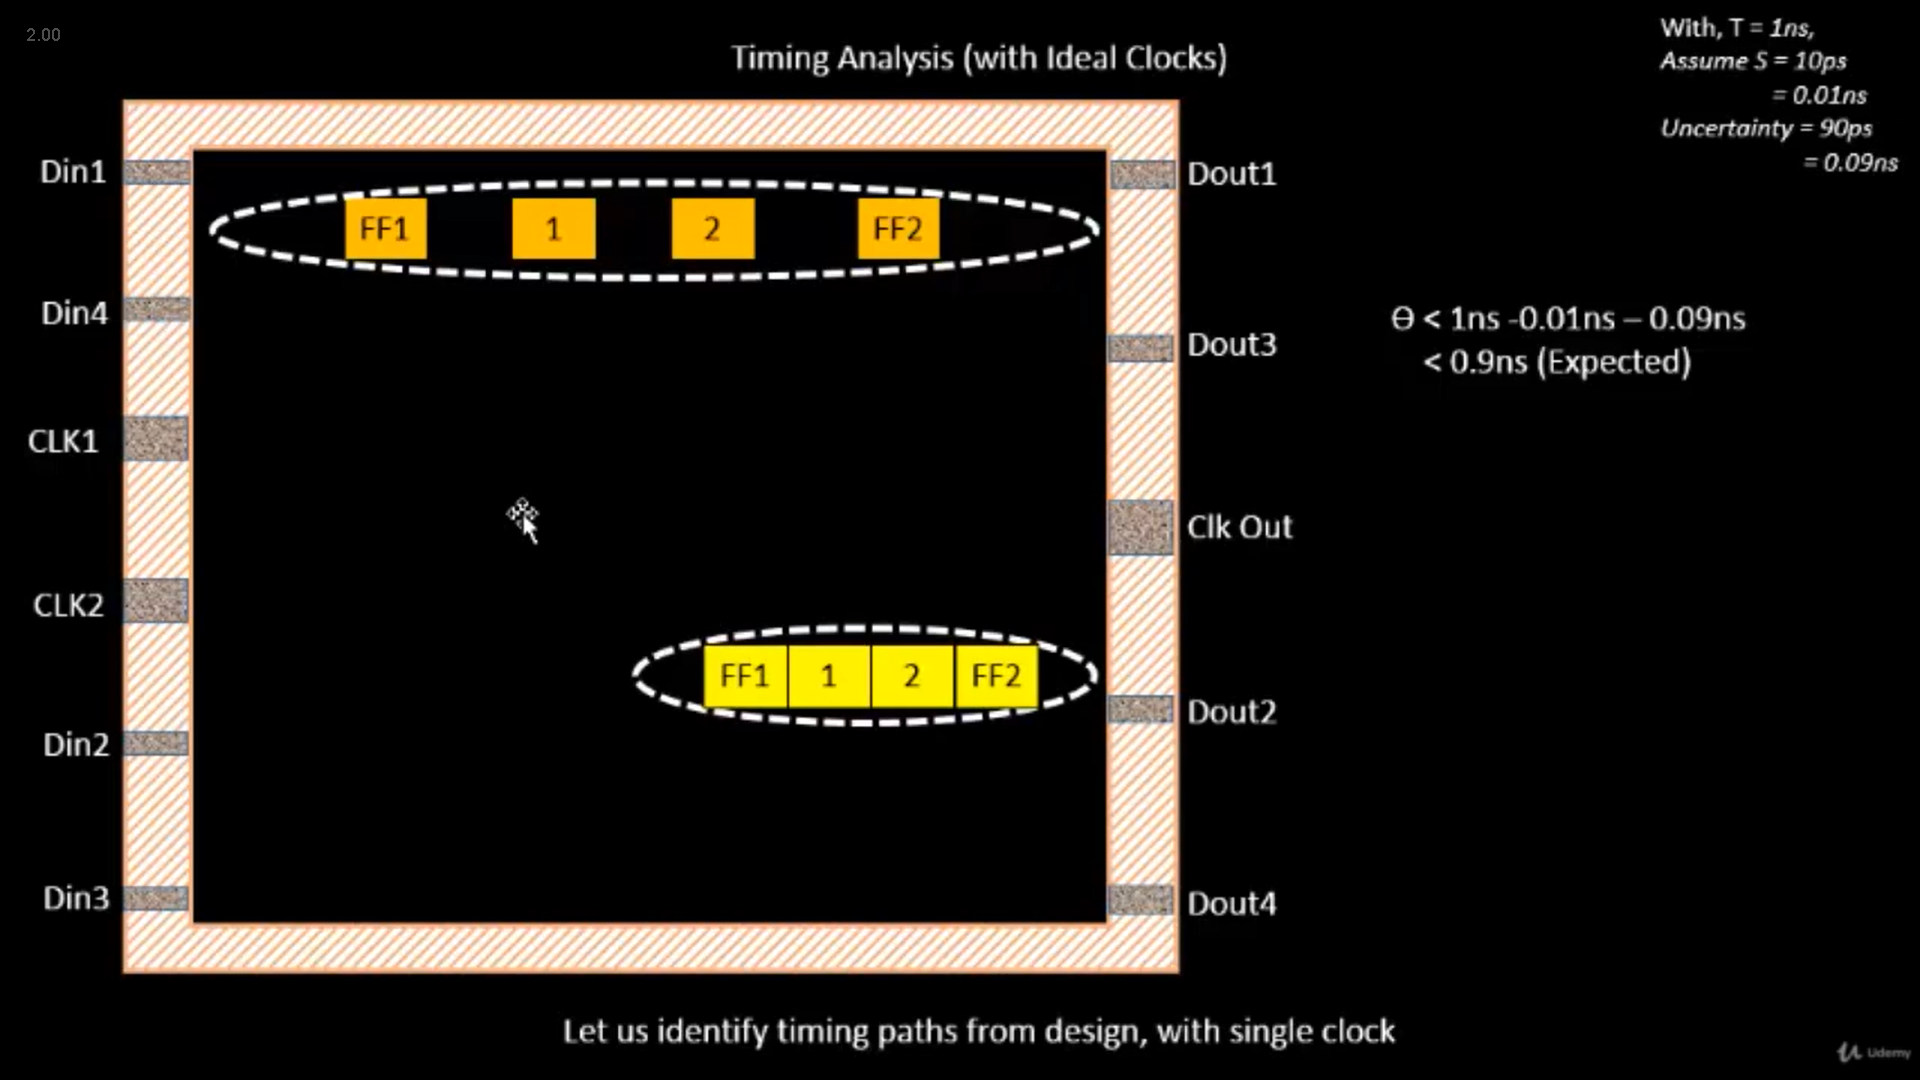 2.00
Timing Analysis (with Ideal Clocks)
With, T = 1ns,
Assume S = 10ps
= 0.01ns
Uncertainty = 90ps
= 0.09ns
Din1
Dout1
FF1 1 2 FF2
Din4
Dout3
Ө < 1ns -0.01ns – 0.09ns
< 0.9ns (Expected)
CLK1
Clk Out
CLK2
FF1 1 2 FF2
Dout2
Din2
Din3
Dout4
Let us identify timing paths from design, with single clock
Udemy